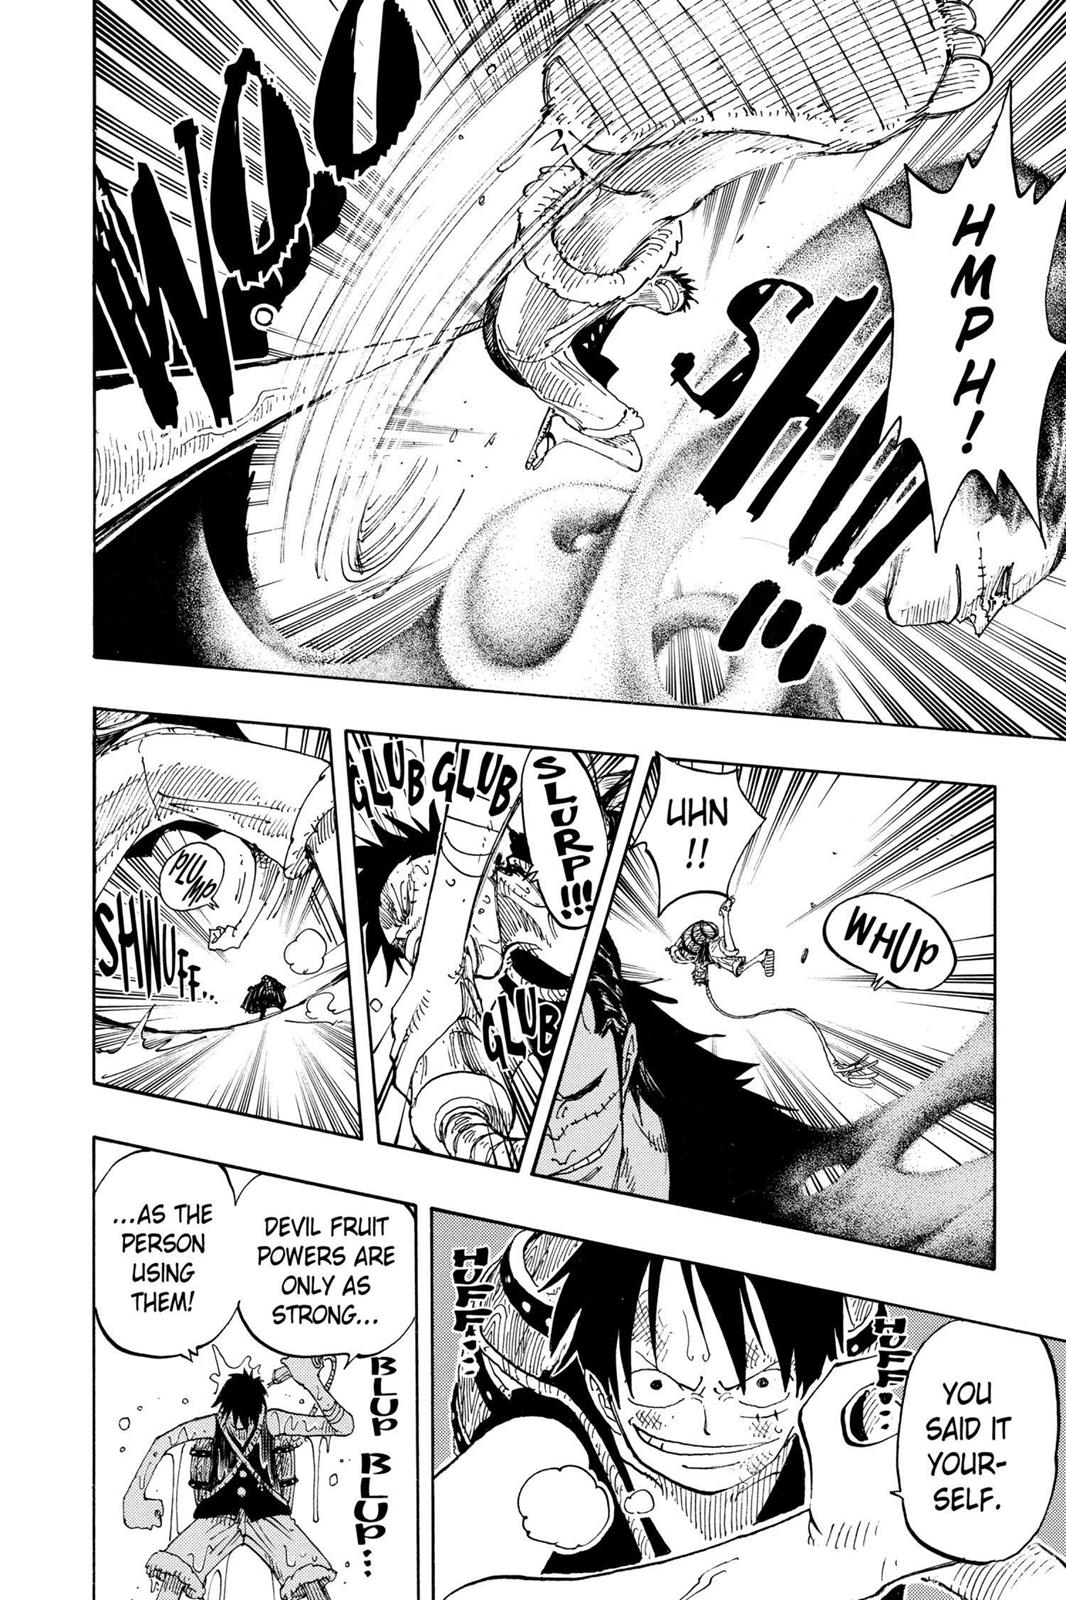 HMPH!
SHUU
WOO
UHN
!!
WHUP
SLURP!!!
GLUB GLUB
GLUB
PLUMP
SHWUFF...
YOU
SAID IT
YOUR-
SELF.
HUFF...
HUFF...
DEVIL FRUIT
POWERS ARE
ONLY AS
STRONG...
...AS THE
PERSON
USING
THEM!
BLUP BLUP...